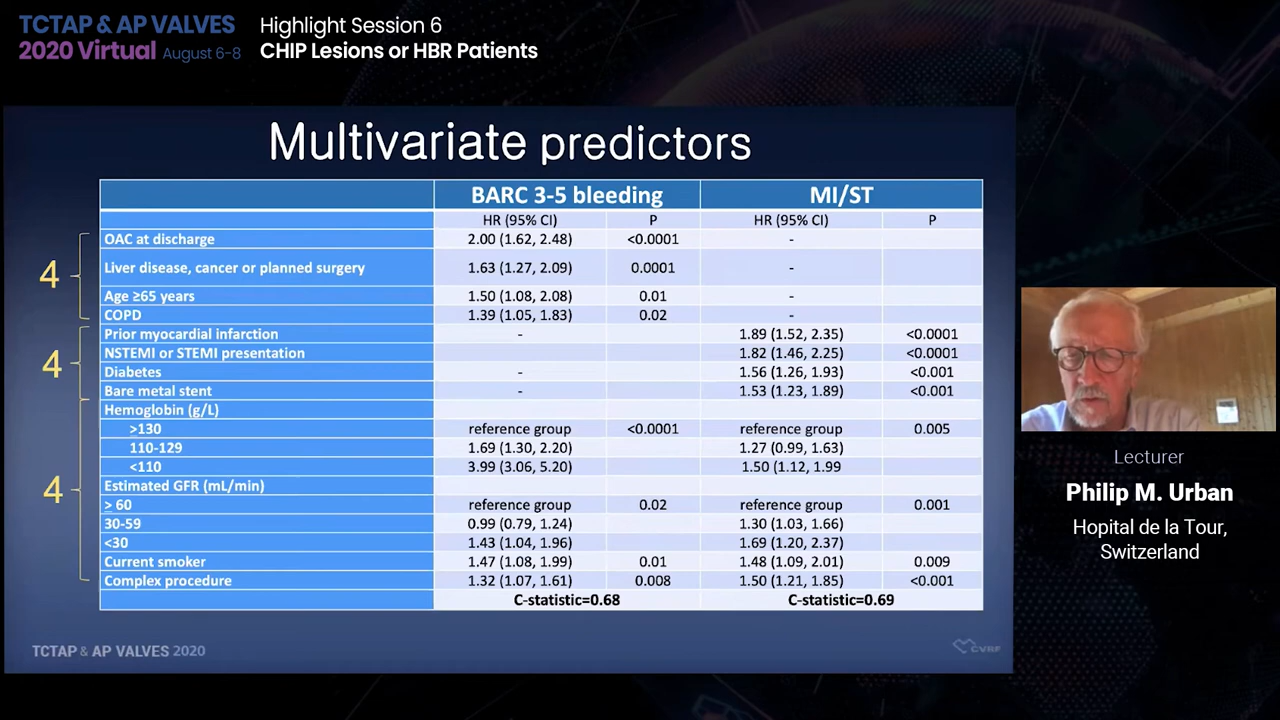 TCTAP & AP VALVES
2020 Virtual August 6-8
Highlight Session 6
CHIP Lesions or HBR Patients
Multivariate predictors
BARC 3-5 bleeding MI/ST
HR (95% CI) P HR (95% CI) P
OAC at discharge 2.00 (1.62, 2.48) <0.0001 -
4
Liver disease, cancer or planned surgery 1.63 (1.27, 2.09) 0.0001 -
Age ≥65 years 1.50 (1.08, 2.08) 0.01 -
COPD 1.39 (1.05, 1.83) 0.02 -
Prior myocardial infarction - 1.89 (1.52, 2.35) <0.0001
NSTEMI or STEMI presentation 1.82 (1.46, 2.25) <0.0001
4
Diabetes - 1.56 (1.26, 1.93) <0.001
Bare metal stent - 1.53 (1.23, 1.89) <0.001
Hemoglobin (g/L)
≥130 reference group <0.0001 reference group 0.005
110-129 1.69 (1.30, 2.20) 1.27 (0.99, 1.63)
<110 3.99 (3.06, 5.20) 1.50 (1.12, 1.99
4
Estimated GFR (mL/min)
≥ 60 reference group 0.02 reference group 0.001
30-59 0.99 (0.79, 1.24) 1.30 (1.03, 1.66)
<30 1.43 (1.04, 1.96) 1.69 (1.20, 2.37)
Current smoker 1.47 (1.08, 1.99) 0.01 1.48 (1.09, 2.01) 0.009
Complex procedure 1.32 (1.07, 1.61) 0.008 1.50 (1.21, 1.85) <0.001
C-statistic=0.68 C-statistic=0.69
TCTAP & AP VALVES 2020
CVRF
Lecturer
Philip M. Urban
Hopital de la Tour,
Switzerland